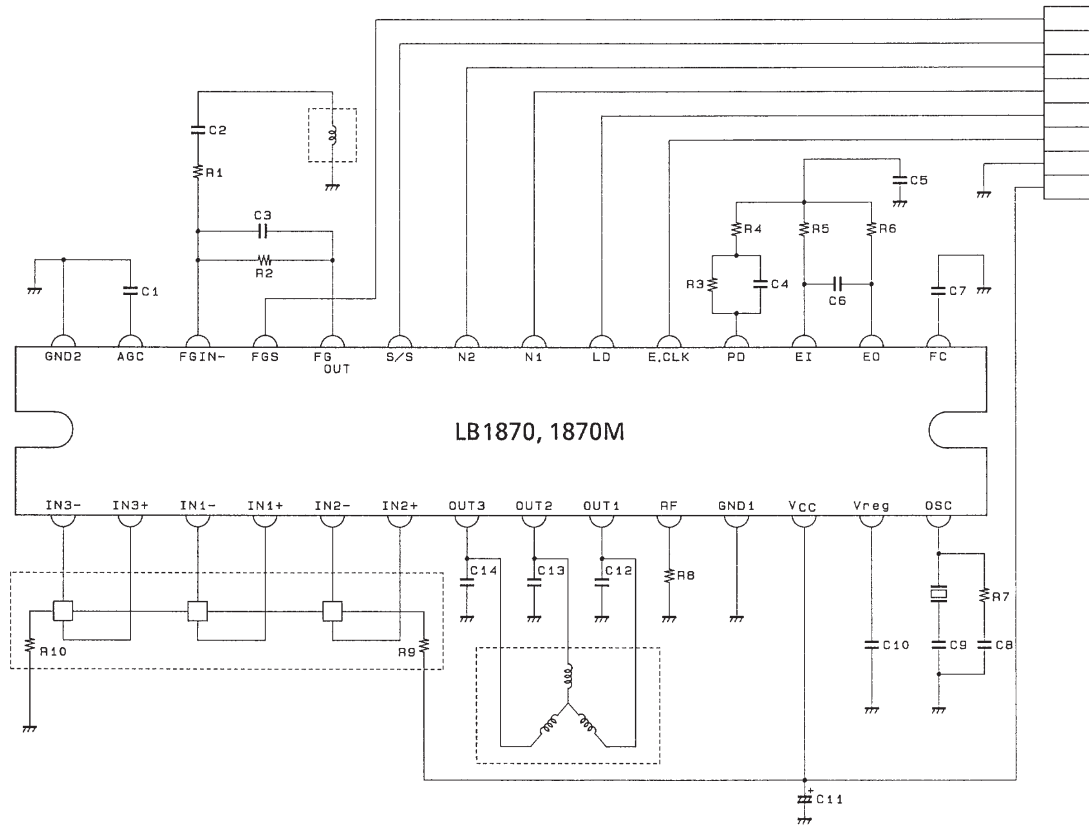 C2
R1
C3
R2
C1
C5
R4
R5
R6
R3
C4
C6
C7
GND2 AGC FGIN- FGS FG OUT S/S N2 N1 LD E.CLK PD EI EO FC
LB1870, 1870M
IN3- IN3+ IN1- IN1+ IN2- IN2+ OUT3 OUT2 OUT1 RF GND1 VCC Vreg OSC
C14
C13
C12
R8
R7
R10
R9
C10
C9
C8
+
C11